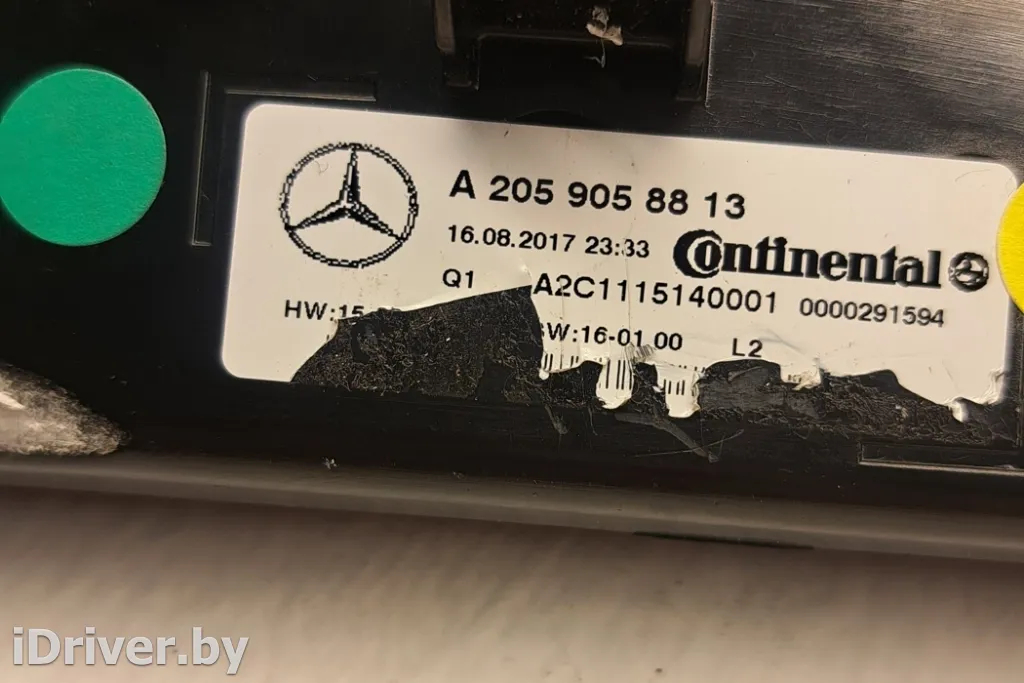 A 205 905 88 13
16.08.2017 23:33 Continental
Q1 A2C1115140001 0000291594
HW:15 W:16-01.00 L2
iDriver.by